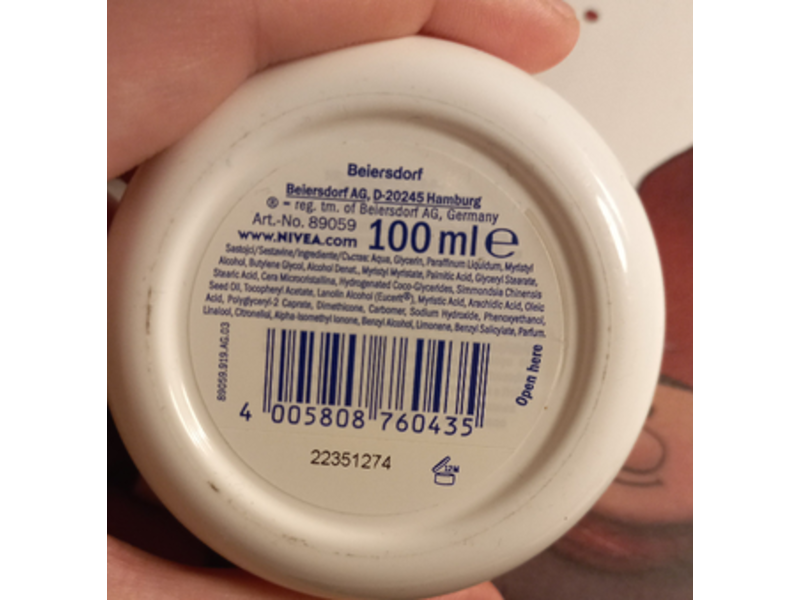 Beiersdorf
Beiersdorf AG, D-20245 Hamburg
® = reg. tm. of Beiersdorf AG, Germany
Art.-No. 89059
www.NIVEA.com 100 ml e
Sastojci/Sestavine/Ingrediente/Състав: Aqua, Glycerin, Paraffinum Liquidum, Myristyl
Alcohol, Butylene Glycol, Alcohol Denat., Myristyl Myristate, Palmitic Acid, Glyceryl Stearate,
Stearic Acid, Cera Microcristallina, Hydrogenated Coco-Glycerides, Simmondsia Chinensis
Seed Oil, Tocopheryl Acetate, Lanolin Alcohol (Eucerit®), Myristic Acid, Arachidic Acid, Oleic
Acid, Polyglyceryl-2 Caprate, Dimethicone, Carbomer, Sodium Hydroxide, Phenoxyethanol,
Linalool, Citronellol, Alpha-Isomethyl Ionone, Benzyl Alcohol, Limonene, Benzyl Salicylate, Parfum.
89059.919.AG.03
Open here
4 005808 760435
22351274
12M